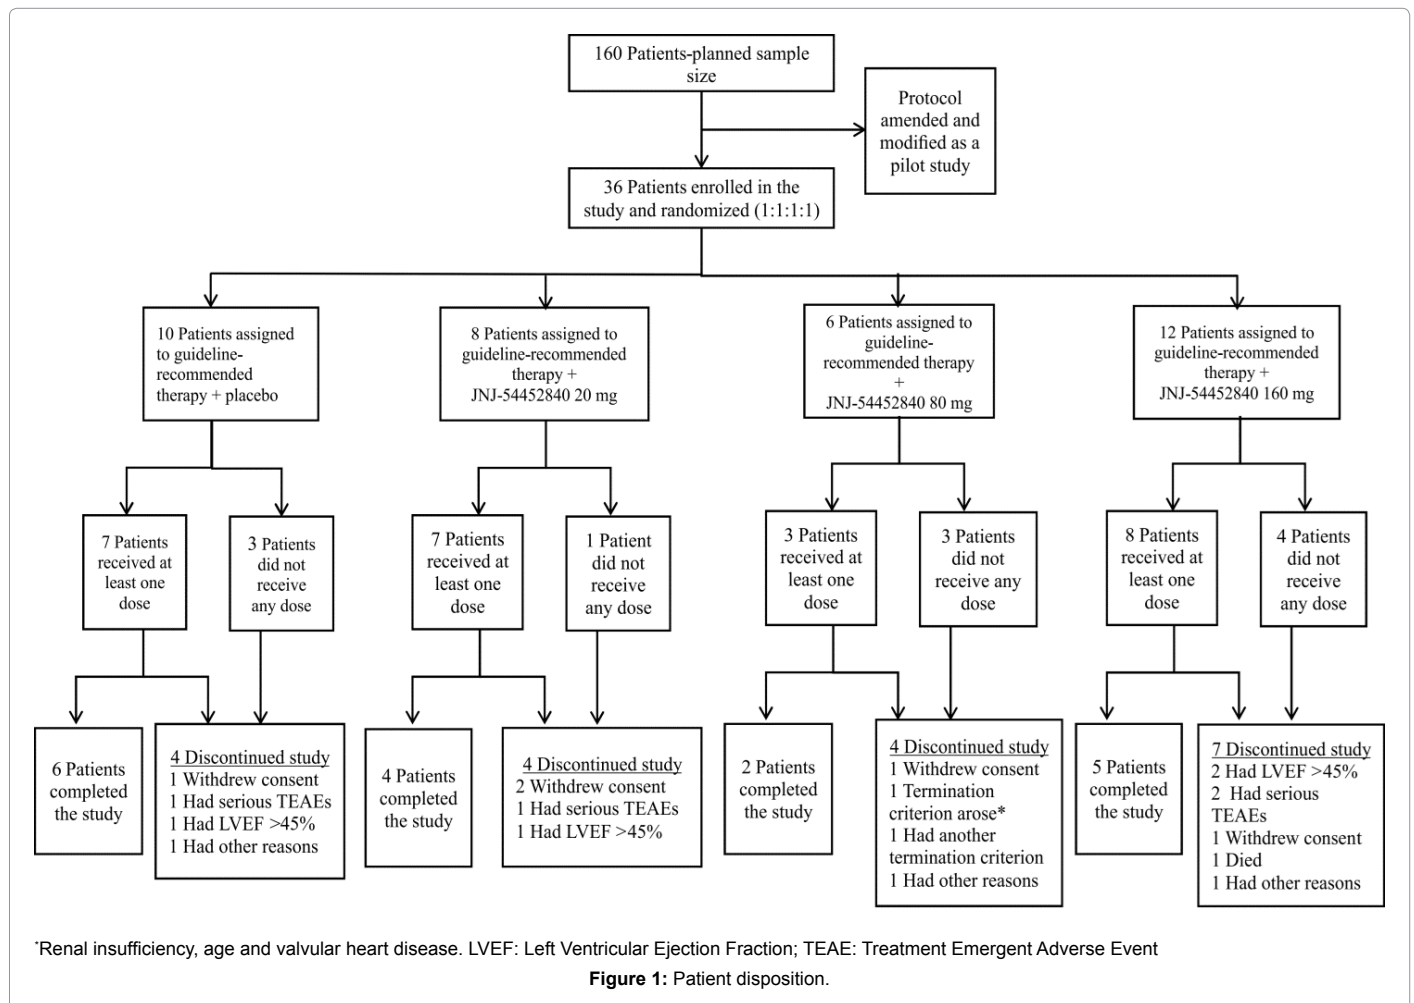 160 Patients-planned sample
size
Protocol
amended and
modified as a
pilot study
36 Patients enrolled in the
study and randomized (1:1:1:1)
10 Patients assigned
to guideline-
recommended
therapy + placebo
8 Patients assigned to
guideline-recommended
therapy +
JNJ-54452840 20 mg
6 Patients assigned to
guideline-
recommended therapy
+
JNJ-54452840 80 mg
12 Patients assigned to
guideline-recommended
therapy +
JNJ-54452840 160 mg
7 Patients
received at
least one
dose
3 Patients
did not
receive
any dose
7 Patients
received at
least one
dose
1 Patient
did not
receive
any dose
3 Patients
received at
least one
dose
3 Patients
did not
receive any
dose
8 Patients
received at
least one
dose
4 Patients
did not
receive
any dose
6 Patients
completed
the study
4 Discontinued study
1 Withdrew consent
1 Had serious TEAEs
1 Had LVEF >45%
1 Had other reasons
4 Patients
completed
the study
4 Discontinued study
2 Withdrew consent
1 Had serious TEAEs
1 Had LVEF >45%
2 Patients
completed
the study
4 Discontinued study
1 Withdrew consent
1 Termination
criterion arose*
1 Had another
termination criterion
1 Had other reasons
5 Patients
completed
the study
7 Discontinued study
2 Had LVEF >45%
2 Had serious
TEAEs
1 Withdrew consent
1 Died
1 Had other reasons
*Renal insufficiency, age and valvular heart disease. LVEF: Left Ventricular Ejection Fraction; TEAE: Treatment Emergent Adverse Event
Figure 1: Patient disposition.